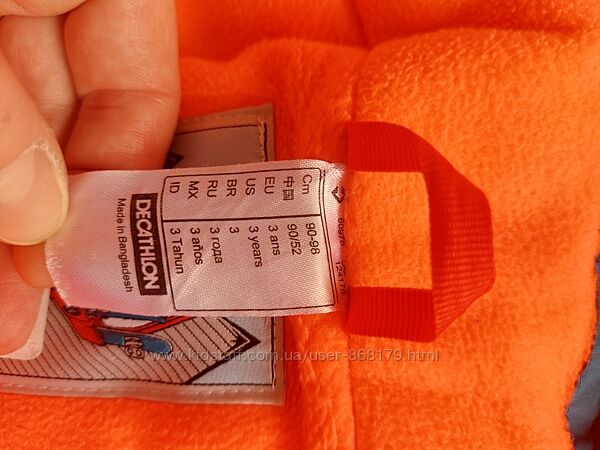 Cm 90-98
中国 90/52
EU 3 ans
US 3 years
BR 3
RU 3 года
MX 3 años
ID 3 Tahun
DECATHLON
Made in Bangladesh
124178
www.kidstaff.com.ua/user-868179.html